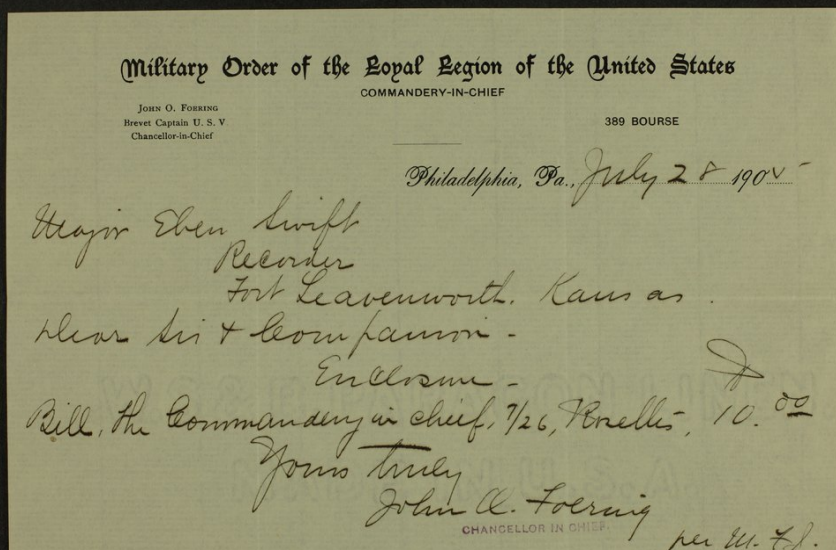 Military Order of the Loyal Legion of the United States
COMMANDERY-IN-CHIEF
JOHN O. FOERING
Brevet Captain U. S. V
Chancellor-in-Chief
389 BOURSE
Philadelphia, Pa., July 28 1905
Major Eben Swift
Recorder
Fort Leavenworth. Kansas.
Dear Sir & Companion -
Enclosure -
Bill, the Commandery in chief, 7/26, Rosettes, 10.00
Yours truly
John O. Foering
CHANCELLOR IN CHIEF.
per M.